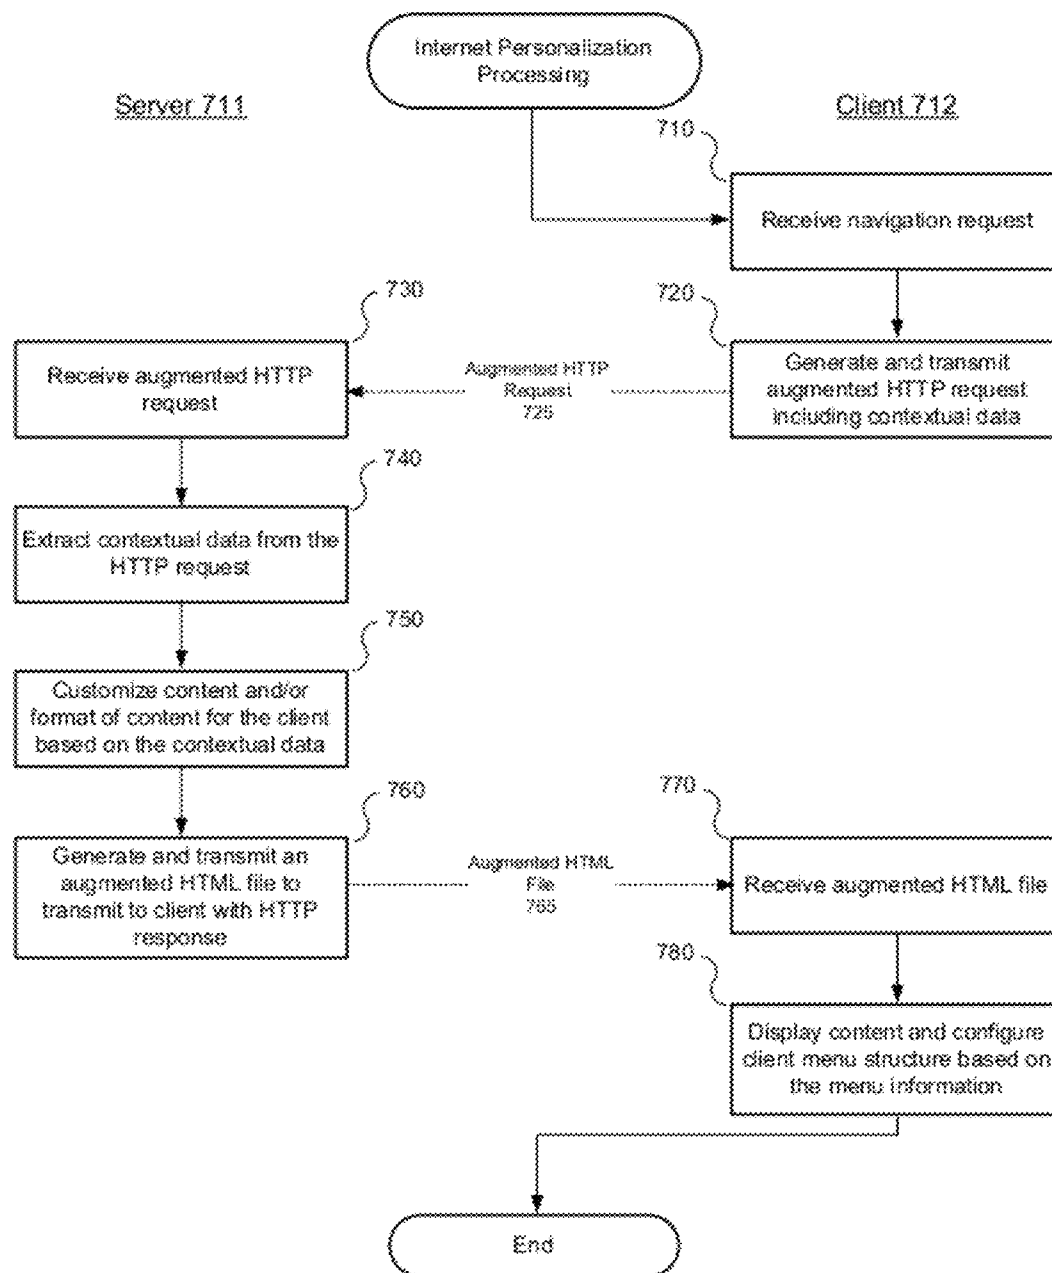 Internet Personalization
Processing
Server 711
Client 712
710
Receive navigation request
730
720
Receive augmented HTTP
request
Augmented HTTP
Request
725
Generate and transmit
augmented HTTP request
including contextual data
740
Extract contextual data from the
HTTP request
750
Customize content and/or
format of content for the client
based on the contextual data
760
770
Generate and transmit an
augmented HTML file to
transmit to client with HTTP
response
Augmented HTML
File
765
Receive augmented HTML file
780
Display content and configure
client menu structure based on
the menu information
End